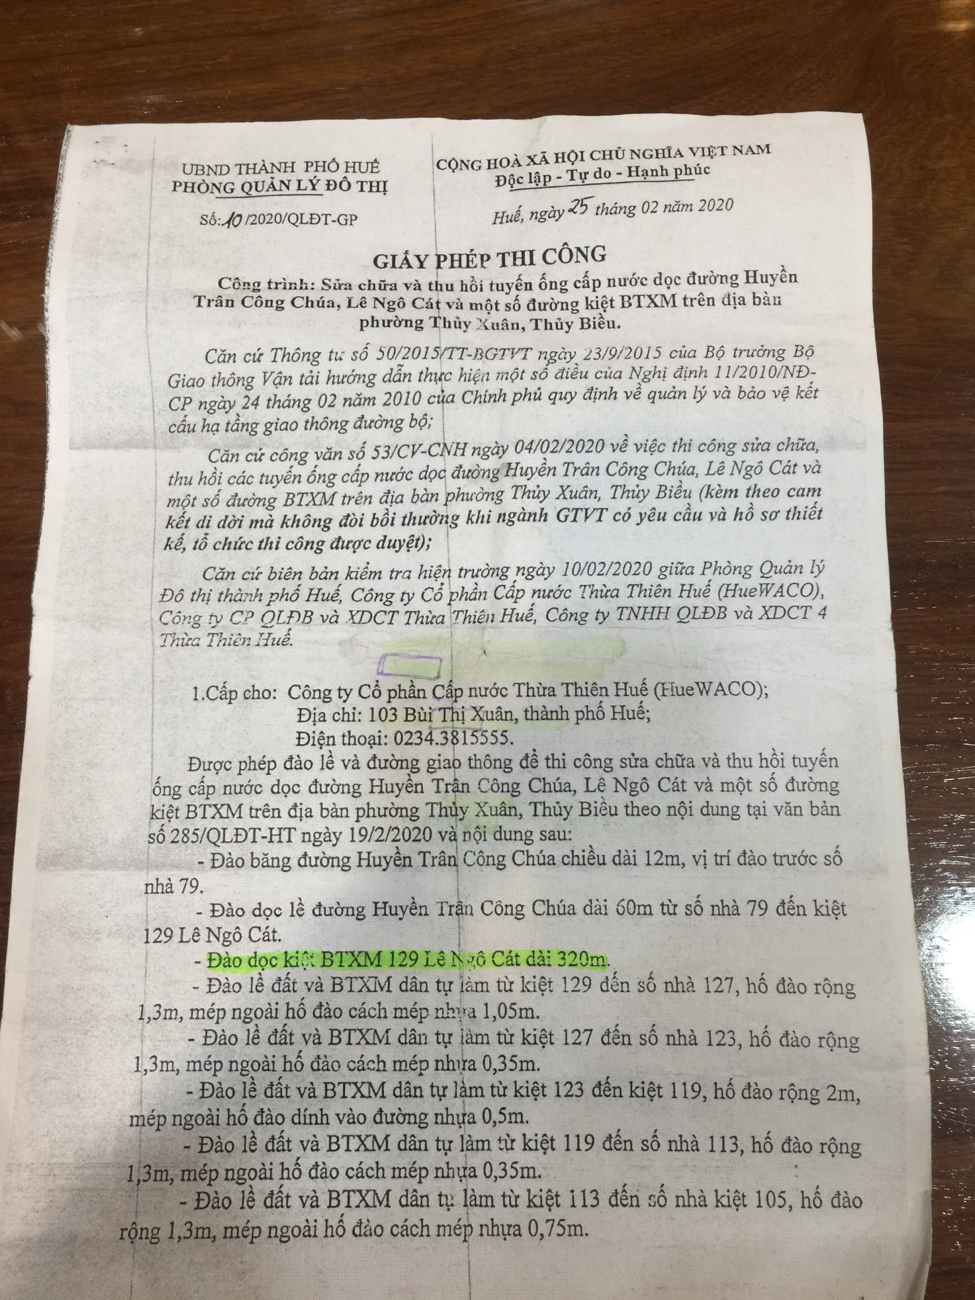 UBND THÀNH PHỐ HUẾ
PHÒNG QUẢN LÝ ĐÔ THỊ
Số: 10/2020/QLĐT-GP
CỘNG HOÀ XÃ HỘI CHỦ NGHĨA VIỆT NAM
Độc lập - Tự do - Hạnh phúc
Huế, ngày 25 tháng 02 năm 2020
GIẤY PHÉP THI CÔNG
Công trình: Sửa chữa và thu hồi tuyến ống cấp nước dọc đường Huyền
Trân Công Chúa, Lê Ngô Cát và một số đường kiệt BTXM trên địa bàn
phường Thủy Xuân, Thủy Biều.
Căn cứ Thông tư số 50/2015/TT-BGTVT ngày 23/9/2015 của Bộ trưởng Bộ
Giao thông Vận tải hướng dẫn thực hiện một số điều của Nghị định 11/2010/NĐ-
CP ngày 24 tháng 02 năm 2010 của Chính phủ quy định về quản lý và bảo vệ kết
cấu hạ tầng giao thông đường bộ;
Căn cứ công văn số 53/CV-CNH ngày 04/02/2020 về việc thi công sửa chữa,
thu hồi các tuyến ống cấp nước dọc đường Huyền Trân Công Chúa, Lê Ngô Cát và
một số đường BTXM trên địa bàn phường Thủy Xuân, Thủy Biều (kèm theo cam
kết di dời mà không đòi bồi thường khi ngành GTVT có yêu cầu và hồ sơ thiết
kế, tổ chức thi công được duyệt);
Căn cứ biên bản kiểm tra hiện trường ngày 10/02/2020 giữa Phòng Quản lý
Đô thị thành phố Huế, Công ty Cổ phần Cấp nước Thừa Thiên Huế (HueWACO),
Công ty CP QLĐB và XDCT Thừa Thiên Huế, Công ty TNHH QLĐB và XDCT 4
Thừa Thiên Huế.
1.Cấp cho: Công ty Cổ phần Cấp nước Thừa Thiên Huế (HueWACO);
Địa chỉ: 103 Bùi Thị Xuân, thành phố Huế;
Điện thoại: 0234.3815555.
Được phép đào lề và đường giao thông để thi công sửa chữa và thu hồi tuyến
ống cấp nước dọc đường Huyền Trân Công Chúa, Lê Ngô Cát và một số đường
kiệt BTXM trên địa bàn phường Thủy Xuân, Thủy Biều theo nội dung tại văn bản
số 285/QLĐT-HT ngày 19/2/2020 và nội dung sau:
- Đào băng đường Huyền Trân Công Chúa chiều dài 12m, vị trí đào trước số
nhà 79.
- Đào dọc lề đường Huyền Trân Công Chúa dài 60m từ số nhà 79 đến kiệt
129 Lê Ngô Cát.
- Đào dọc kiệt BTXM 129 Lê Ngô Cát dài 320m.
- Đào lề đất và BTXM dân tự làm từ kiệt 129 đến số nhà 127, hố đào rộng
1,3m, mép ngoài hố đào cách mép nhựa 1,05m.
- Đào lề đất và BTXM dân tự làm từ kiệt 127 đến số nhà 123, hố đào rộng
1,3m, mép ngoài hố đào cách mép nhựa 0,35m.
- Đào lề đất và BTXM dân tự làm từ kiệt 123 đến kiệt 119, hố đào rộng 2m,
mép ngoài hố đào dính vào đường nhựa 0,5m.
- Đào lề đất và BTXM dân tự làm từ kiệt 119 đến số nhà 113, hố đào rộng
1,3m, mép ngoài hố đào cách mép nhựa 0,35m.
- Đào lề đất và BTXM dân tự làm từ kiệt 113 đến số nhà kiệt 105, hố đào
rộng 1,3m, mép ngoài hố đào cách mép nhựa 0,75m.